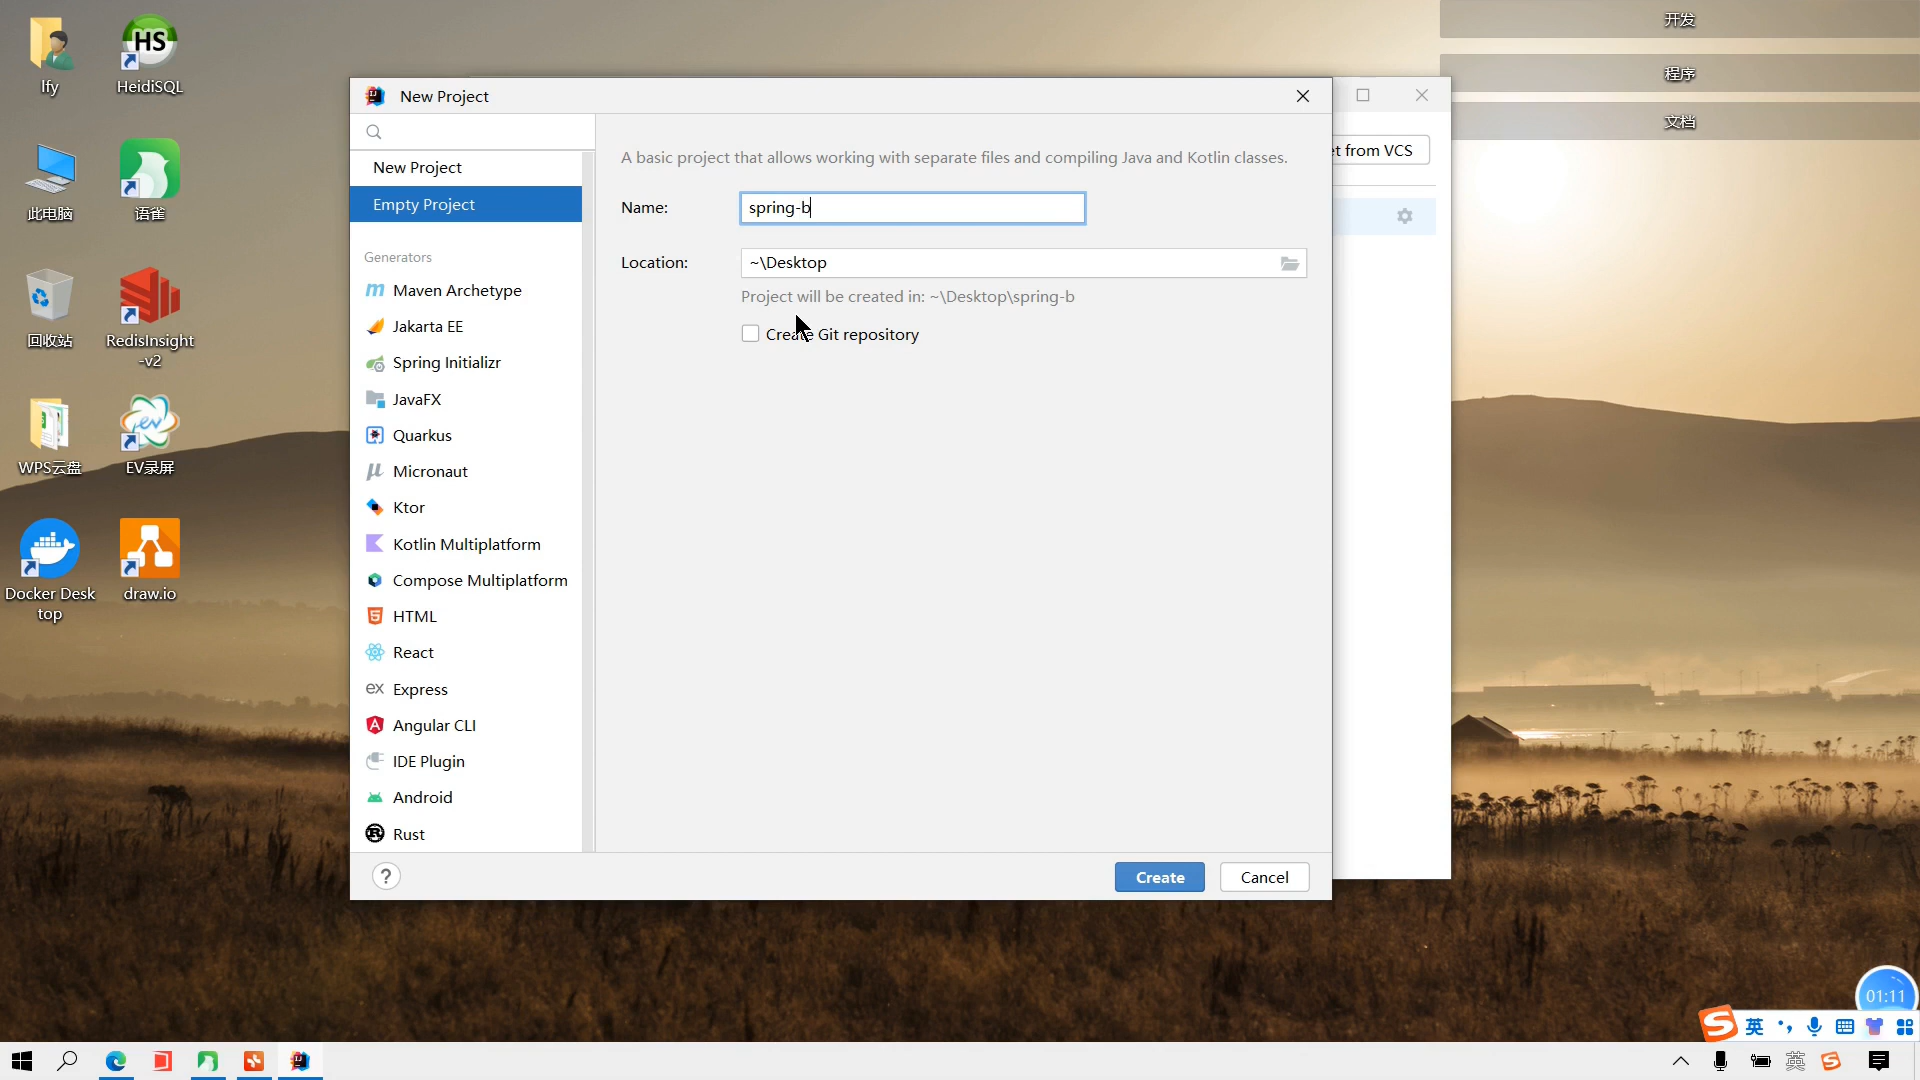 lfy
HS
HeidiSQL
此电脑
语雀
回收站
RedisInsight
-v2
WPS云盘
EV录屏
Docker Desk
top
draw.io
开发
程序
文档
New Project
New Project
Empty Project
Generators
Maven Archetype
Jakarta EE
Spring Initializr
JavaFX
Quarkus
Micronaut
Ktor
Kotlin Multiplatform
Compose Multiplatform
HTML
React
ex Express
Angular CLI
IDE Plugin
Android
Rust
A basic project that allows working with separate files and compiling Java and Kotlin classes.
Name:
spring-b
Location:
~\Desktop
Project will be created in: ~\Desktop\spring-b
Create Git repository
?
Create
Cancel
t from VCS
01:11
英
英